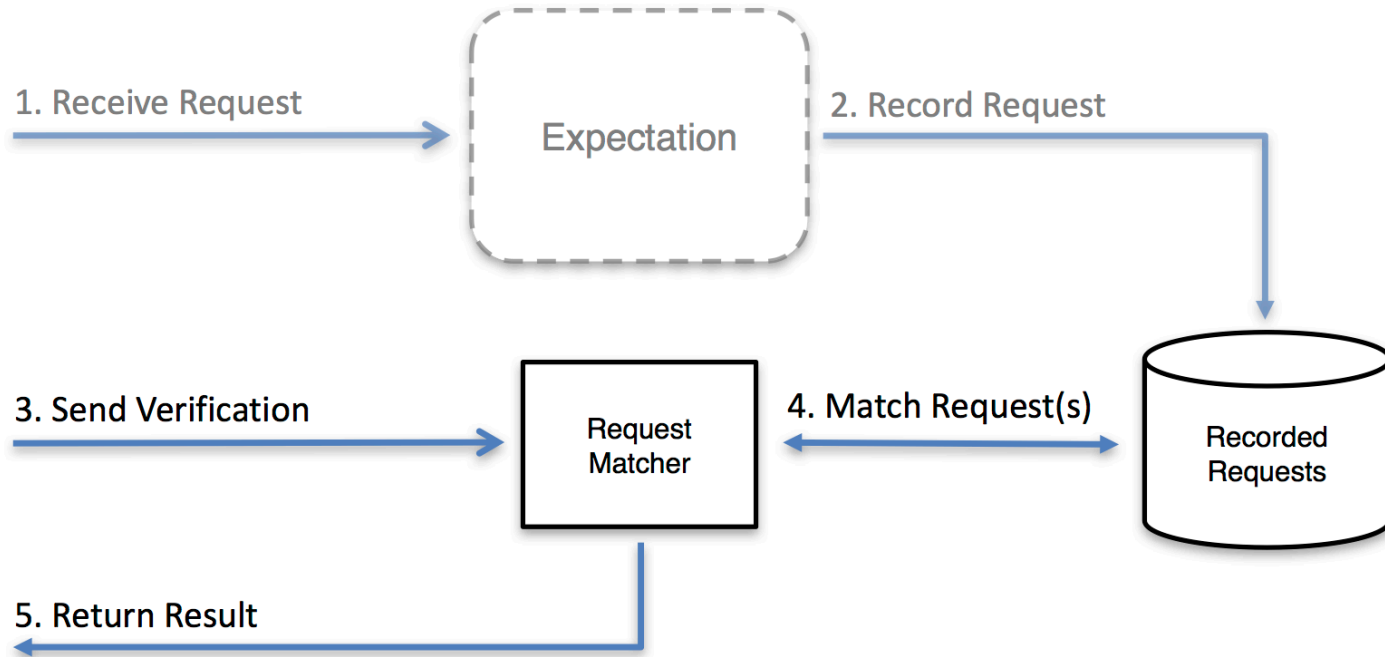 1. Receive Request
Expectation
2. Record Request
3. Send Verification
Request
Matcher
4. Match Request(s)
Recorded
Requests
5. Return Result